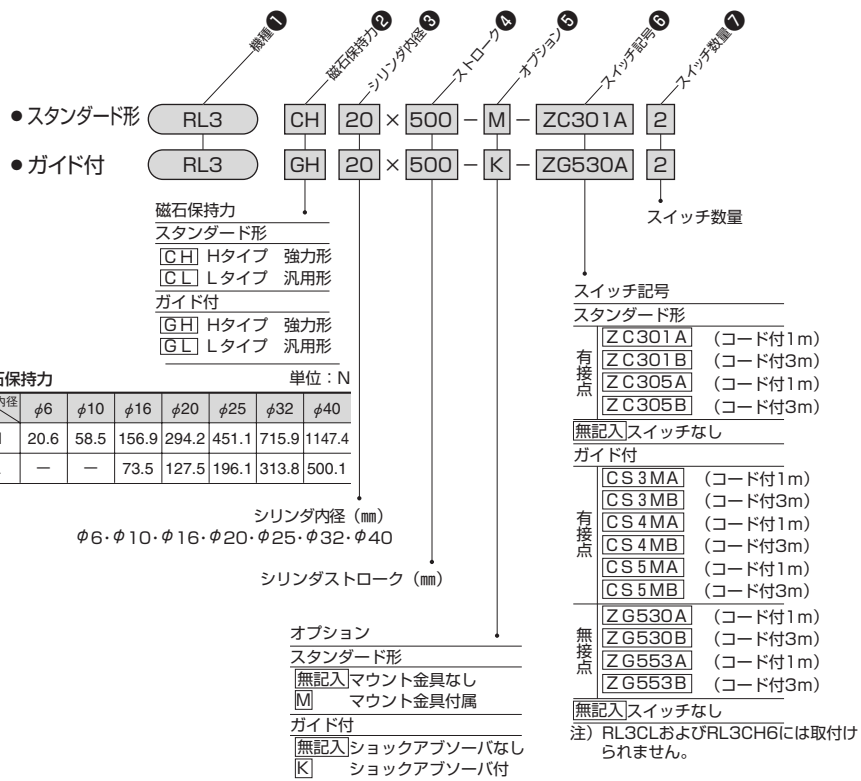 機種❶
磁石保持力❷
シリンダ内径❸
ストローク❹
オプション❺
スイッチ記号❻
スイッチ数量❼
●スタンダード形 RL3 CH 20 × 500 − M − ZC301A 2
●ガイド付 RL3 GH 20 × 500 − K − ZG530A 2
磁石保持力
スタンダード形
CH Hタイプ 強力形
CL Lタイプ 汎用形
ガイド付
GH Hタイプ 強力形
GL Lタイプ 汎用形
石保持力 単位：N
内径 φ6 φ10 φ16 φ20 φ25 φ32 φ40
20.6 58.5 156.9 294.2 451.1 715.9 1147.4
− − 73.5 127.5 196.1 313.8 500.1
シリンダ内径（㎜）
φ6・φ10・φ16・φ20・φ25・φ32・φ40
シリンダストローク（㎜）
オプション
スタンダード形
無記入 マウント金具なし
M マウント金具付属
ガイド付
無記入 ショックアブソーバなし
K ショックアブソーバ付
スイッチ数量
スイッチ記号
スタンダード形
有接点
ZC301A （コード付1m）
ZC301B （コード付3m）
ZC305A （コード付1m）
ZC305B （コード付3m）
無記入 スイッチなし
ガイド付
有接点
CS3MA （コード付1m）
CS3MB （コード付3m）
CS4MA （コード付1m）
CS4MB （コード付3m）
CS5MA （コード付1m）
CS5MB （コード付3m）
無接点
ZG530A （コード付1m）
ZG530B （コード付3m）
ZG553A （コード付1m）
ZG553B （コード付3m）
無記入 スイッチなし
注）RL3CLおよびRL3CH6には取付け
られません。